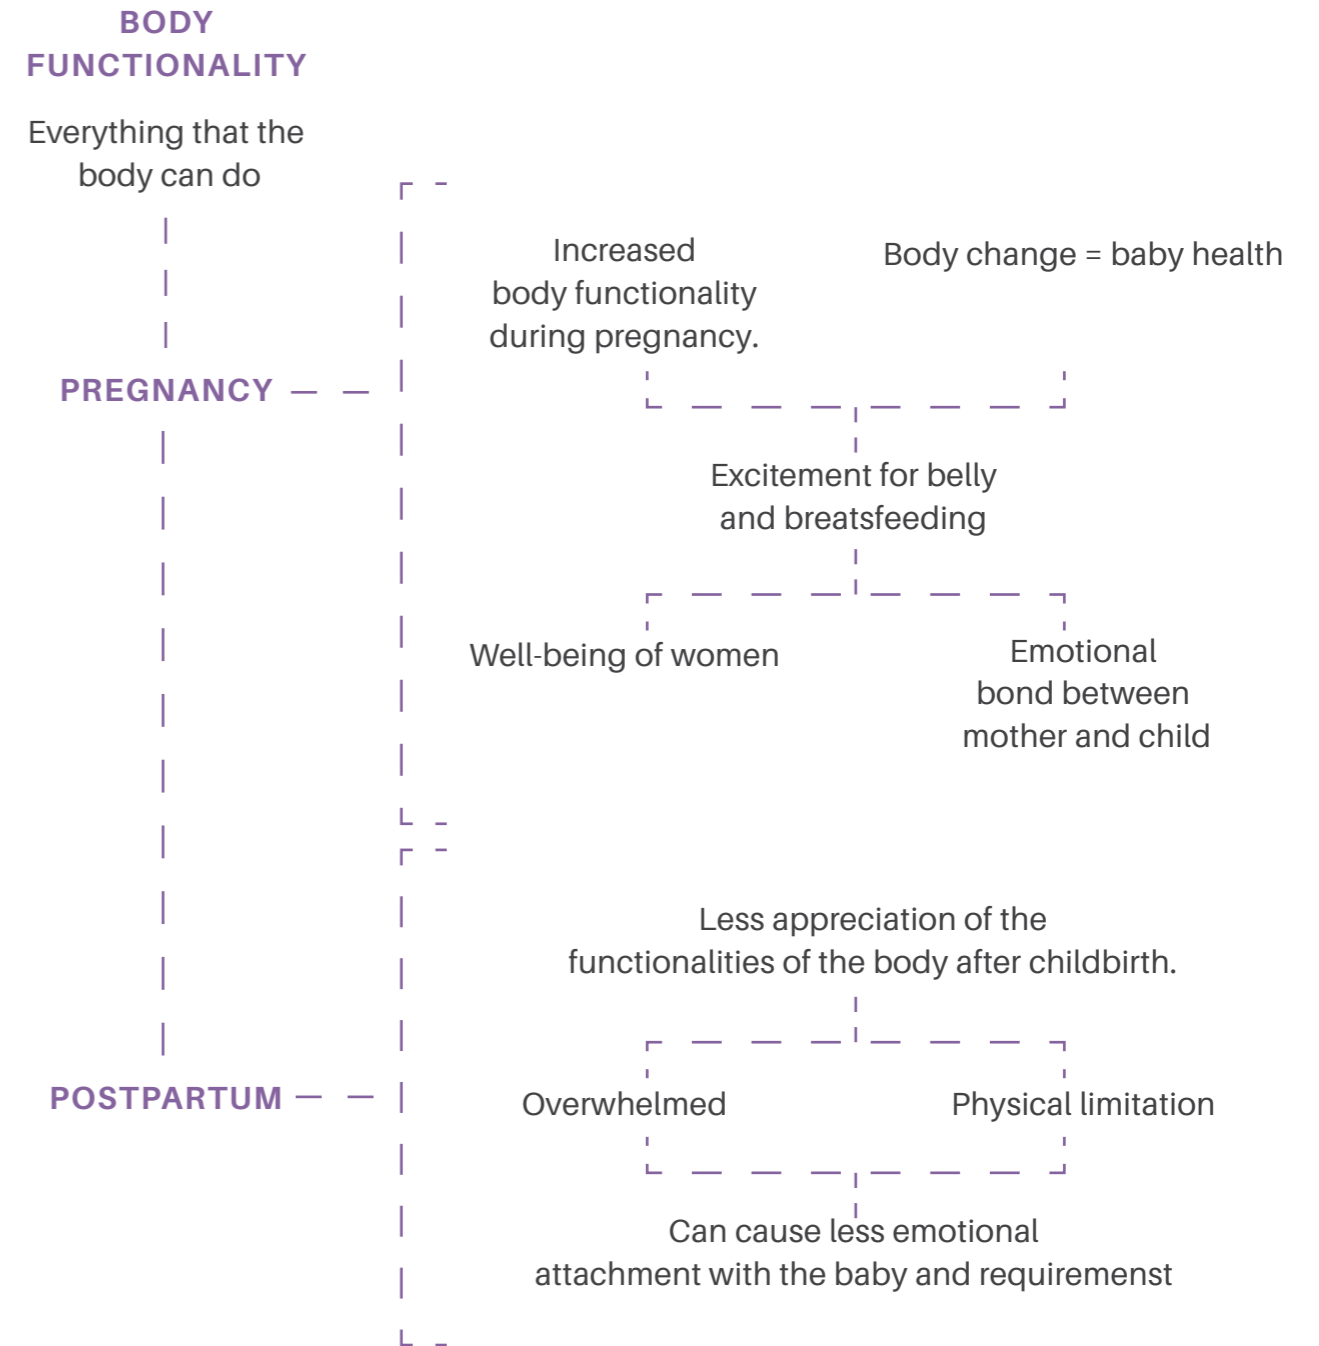 BODY
FUNCTIONALITY
Everything that the
body can do
PREGNANCY
Increased
body functionality
during pregnancy.
Body change = baby health
Excitement for belly
and breatsfeeding
Well-being of women
Emotional
bond between
mother and child
POSTPARTUM
Less appreciation of the
functionalities of the body after childbirth.
Overwhelmed
Physical limitation
Can cause less emotional
attachment with the baby and requiremenst